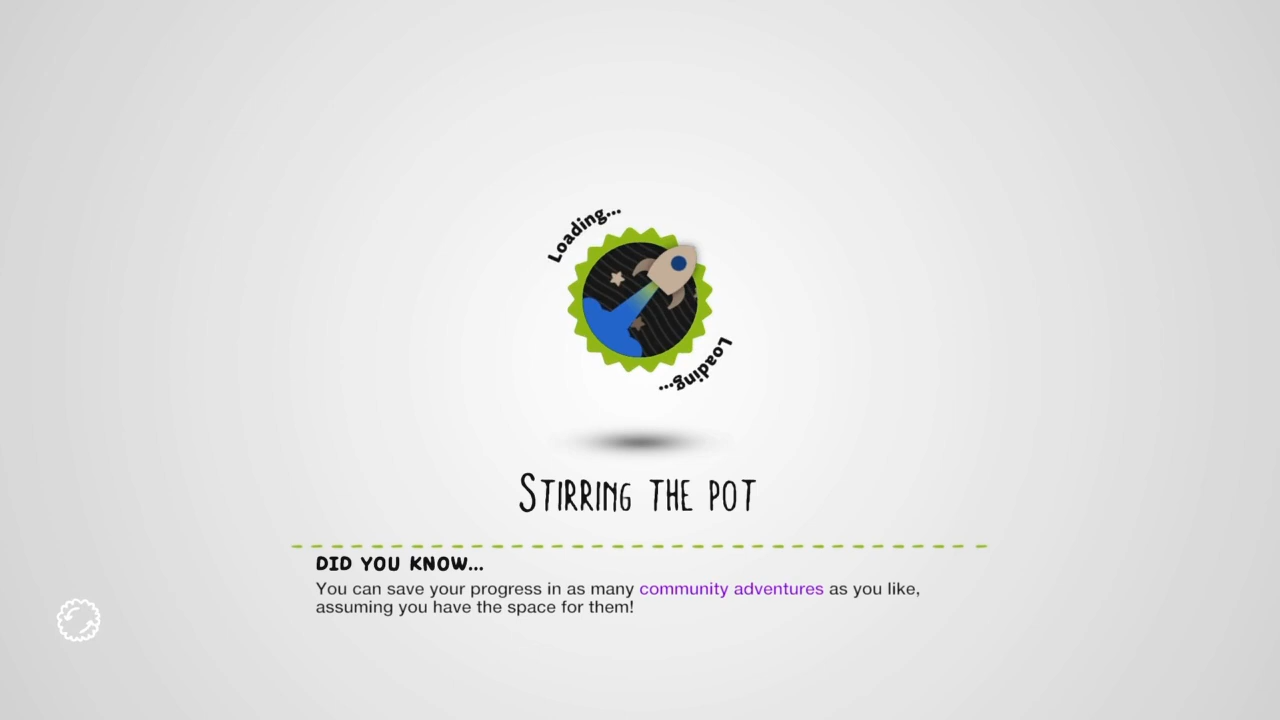 Loading...
Loading...
Stirring the pot
DID YOU KNOW...
You can save your progress in as many community adventures as you like,
assuming you have the space for them!